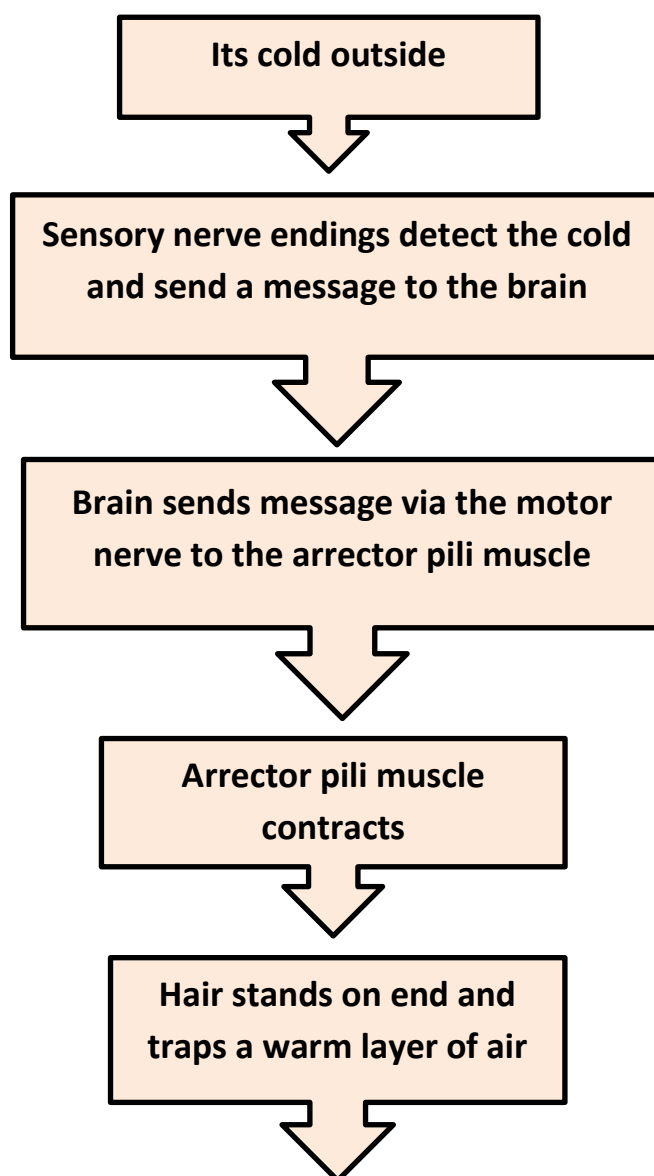 Its cold outside
Sensory nerve endings detect the cold
and send a message to the brain
Brain sends message via the motor
nerve to the arrector pili muscle
Arrector pili muscle
contracts
Hair stands on end and
traps a warm layer of air